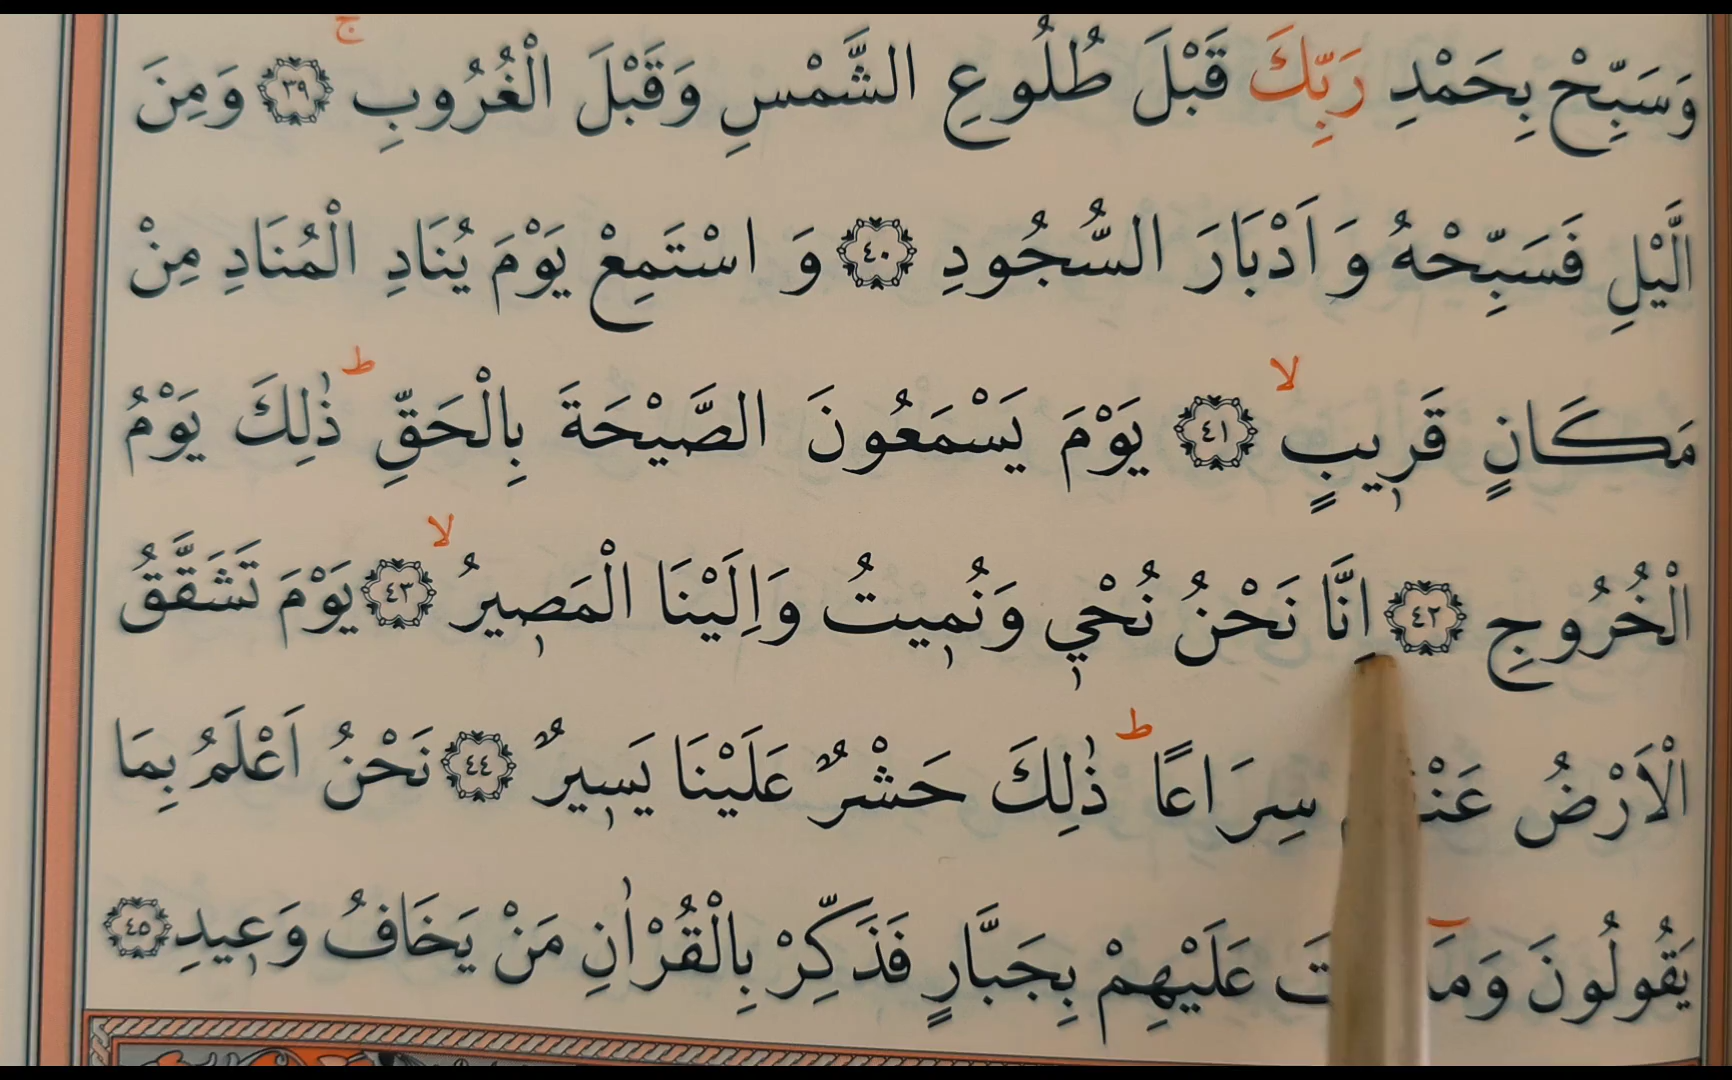 وَسَبِّحْ بِحَمْدِ رَبِّكَ قَبْلَ طُلُوعِ الشَّمْسِ وَقَبْلَ الْغُرُوبِ ۚ ﴿٣٩﴾ وَمِنَ
الَّيْلِ فَسَبِّحْهُ وَاَدْبَارَ السُّجُودِ ﴿٤٠﴾ وَاسْتَمِعْ يَوْمَ يُنَادِ الْمُنَادِ مِنْ
مَكَانٍ قَرٖيبٍ ۙ ﴿٤١﴾ يَوْمَ يَسْمَعُونَ الصَّيْحَةَ بِالْحَقِّ ؕ ذٰلِكَ يَوْمُ
الْخُرُوجِ ﴿٤٢﴾ اِنَّا نَحْنُ نُحْيٖ وَنُمٖيتُ وَاِلَيْنَا الْمَصٖيرُ ۙ ﴿٤٣﴾ يَوْمَ تَشَقَّقُ
الْاَرْضُ سِرَاعًا ؕ ذٰلِكَ حَشْرٌ عَلَيْنَا يَسٖيرٌ ﴿٤٤﴾ نَحْنُ اَعْلَمُ بِمَا
يَقُولُونَ عَلَيْهِمْ بِجَبَّارٍ فَذَكِّرْ بِالْقُرْاٰنِ مَنْ يَخَافُ وَعٖيدِ ﴿٤٥﴾